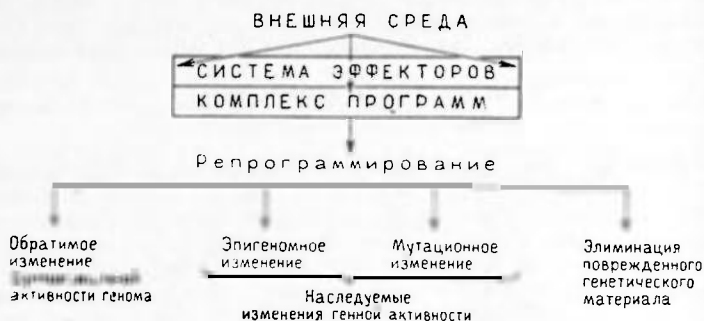 ВНЕШНЯЯ СРЕДА
СИСТЕМА ЭФФЕКТОРОВ
КОМПЛЕКС ПРОГРАММ
Репрограммирование
Обратимое
изменение
активности генома
Эпигеномное
изменение
Мутационное
изменение
Наследуемые
изменения генной активности
Элиминация
поврежденного
генетического
материала